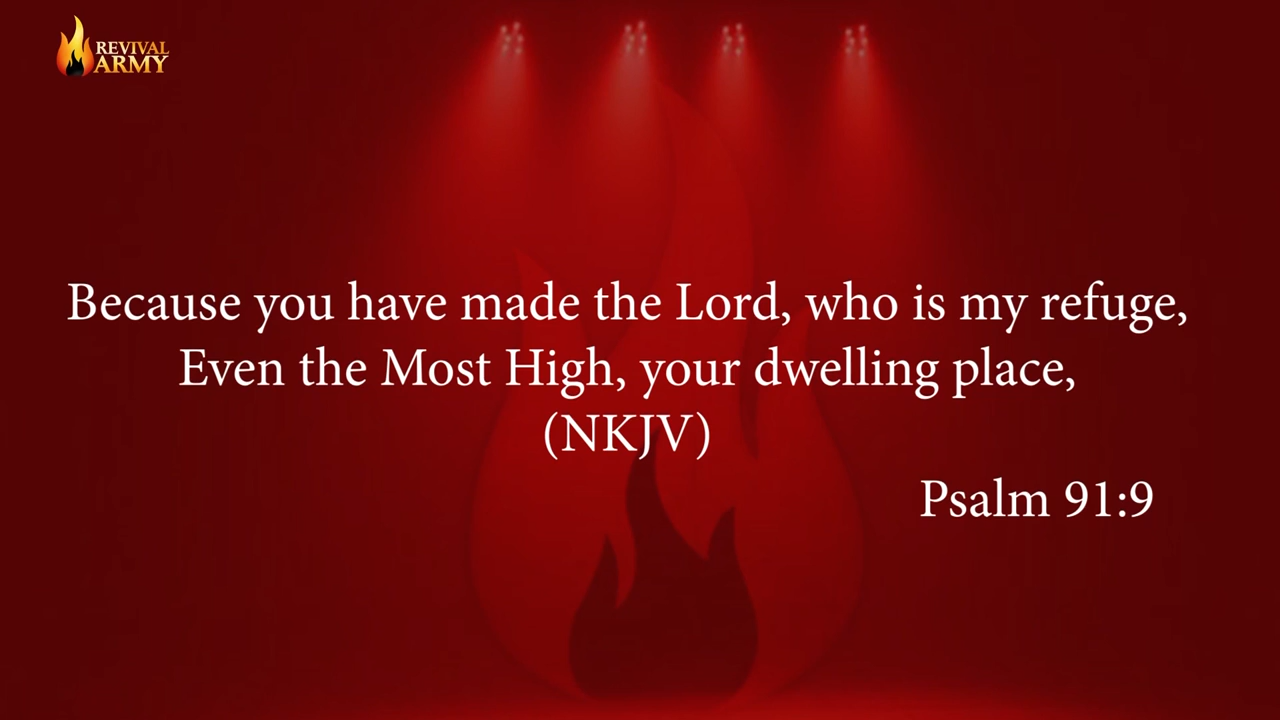 REVIVAL
ARMY
Because you have made the Lord, who is my refuge,
Even the Most High, your dwelling place,
(NKJV)
Psalm 91:9